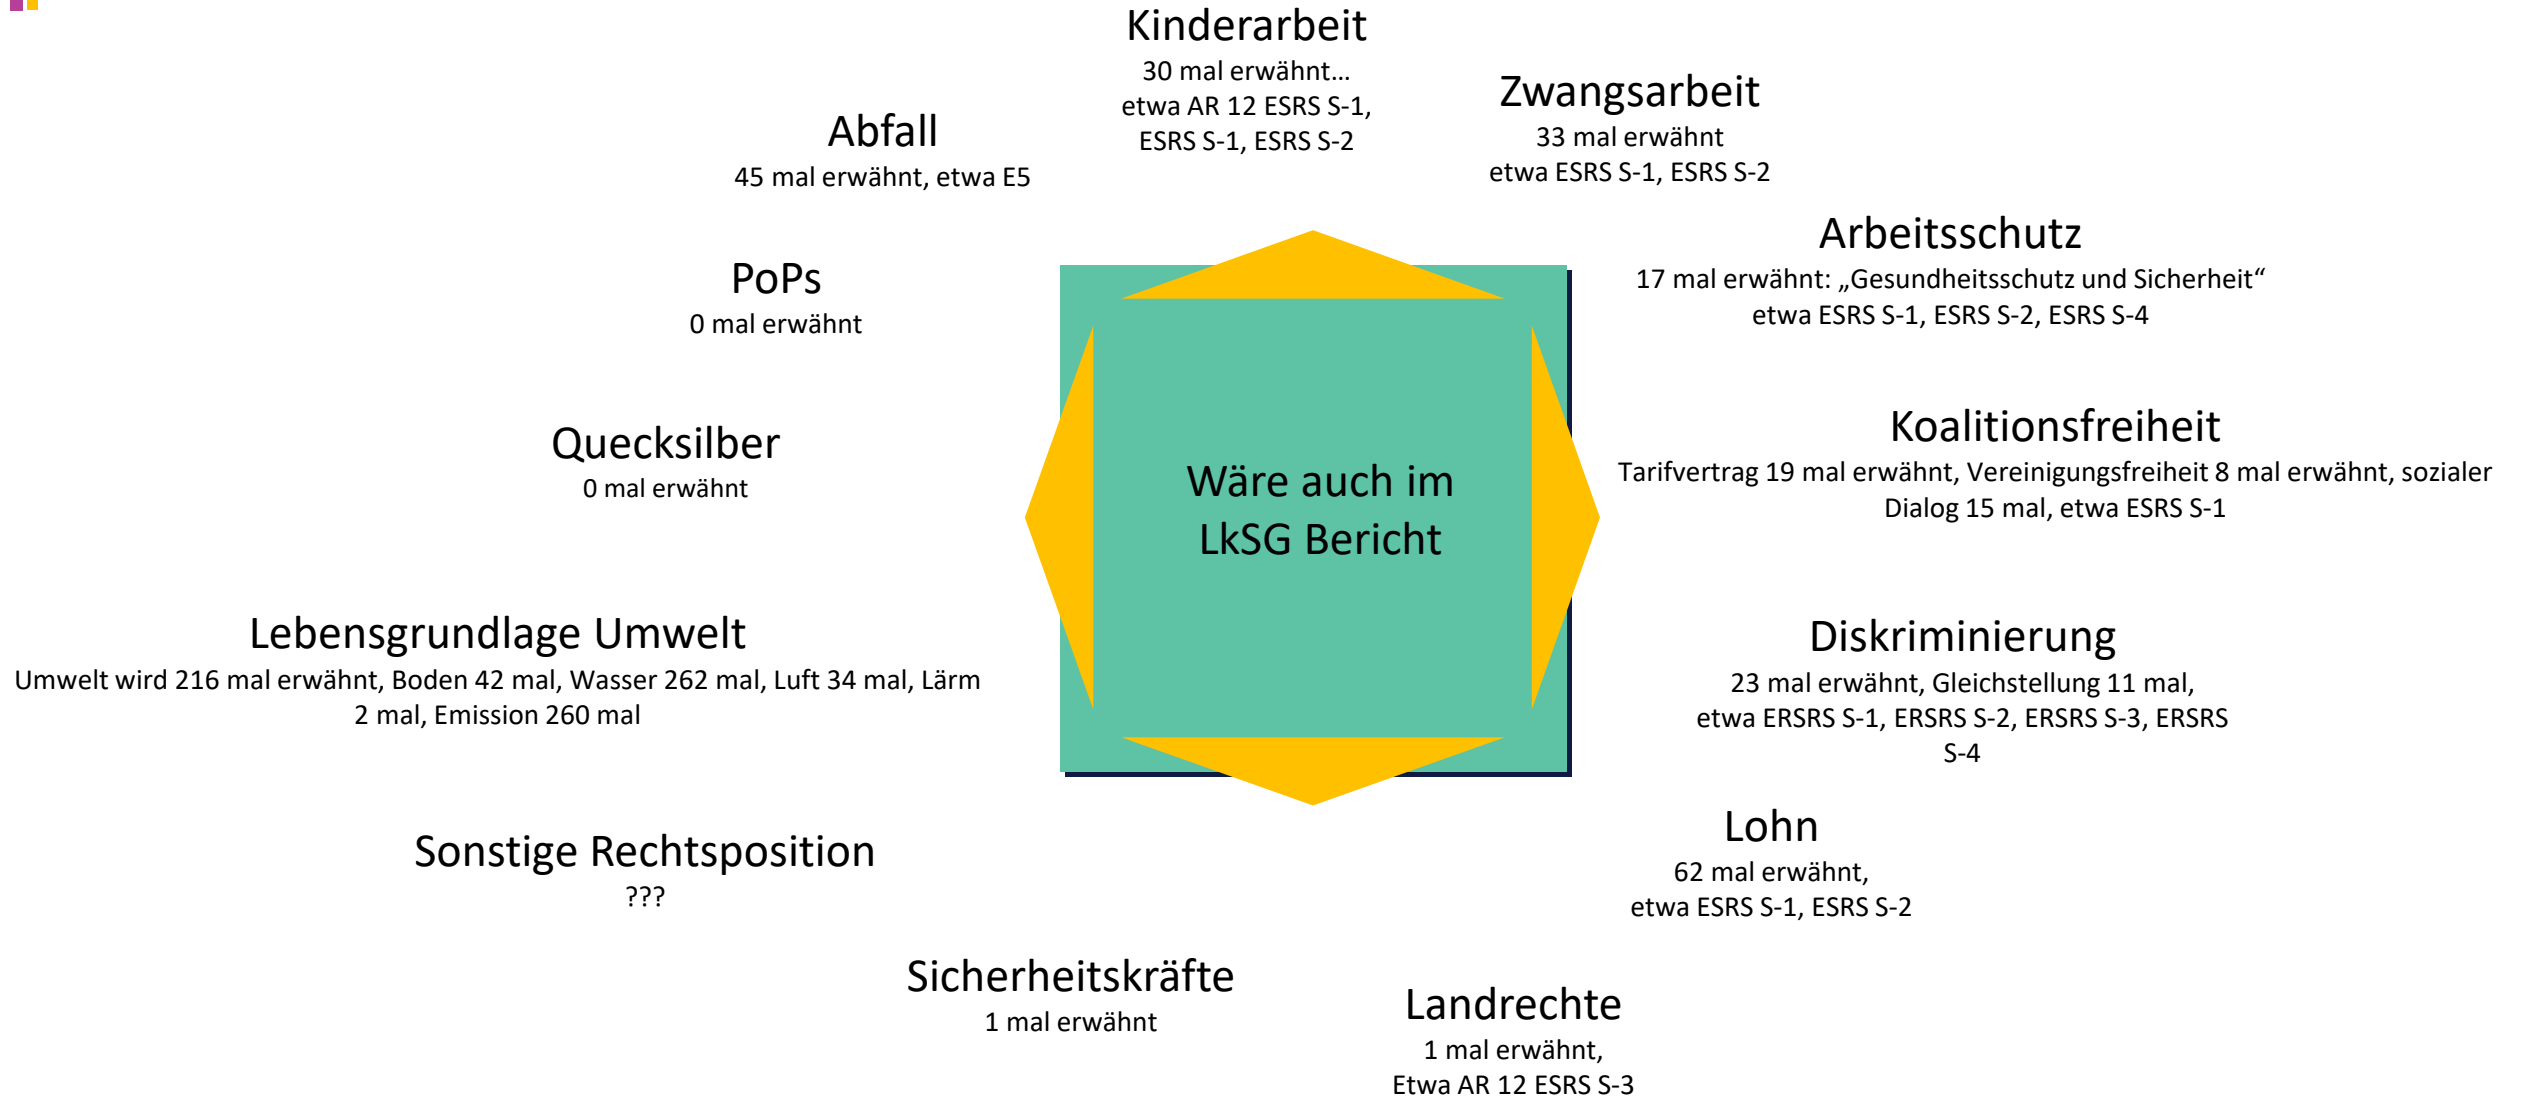 Kinderarbeit
30 mal erwähnt…
etwa AR 12 ESRS S-1,
ESRS S-1, ESRS S-2
Zwangsarbeit
33 mal erwähnt
etwa ESRS S-1, ESRS S-2
Abfall
45 mal erwähnt, etwa E5
Arbeitsschutz
17 mal erwähnt: „Gesundheitsschutz und Sicherheit“
etwa ESRS S-1, ESRS S-2, ESRS S-4
PoPs
0 mal erwähnt
Koalitionsfreiheit
Tarifvertrag 19 mal erwähnt, Vereinigungsfreiheit 8 mal erwähnt, sozialer
Dialog 15 mal, etwa ESRS S-1
Quecksilber
0 mal erwähnt
Wäre auch im
LkSG Bericht
Lebensgrundlage Umwelt
Umwelt wird 216 mal erwähnt, Boden 42 mal, Wasser 262 mal, Luft 34 mal, Lärm
2 mal, Emission 260 mal
Diskriminierung
23 mal erwähnt, Gleichstellung 11 mal,
etwa ERSRS S-1, ERSRS S-2, ERSRS S-3, ERSRS
S-4
Lohn
62 mal erwähnt,
etwa ESRS S-1, ESRS S-2
Sonstige Rechtsposition
???
Sicherheitskräfte
1 mal erwähnt
Landrechte
1 mal erwähnt,
Etwa AR 12 ESRS S-3